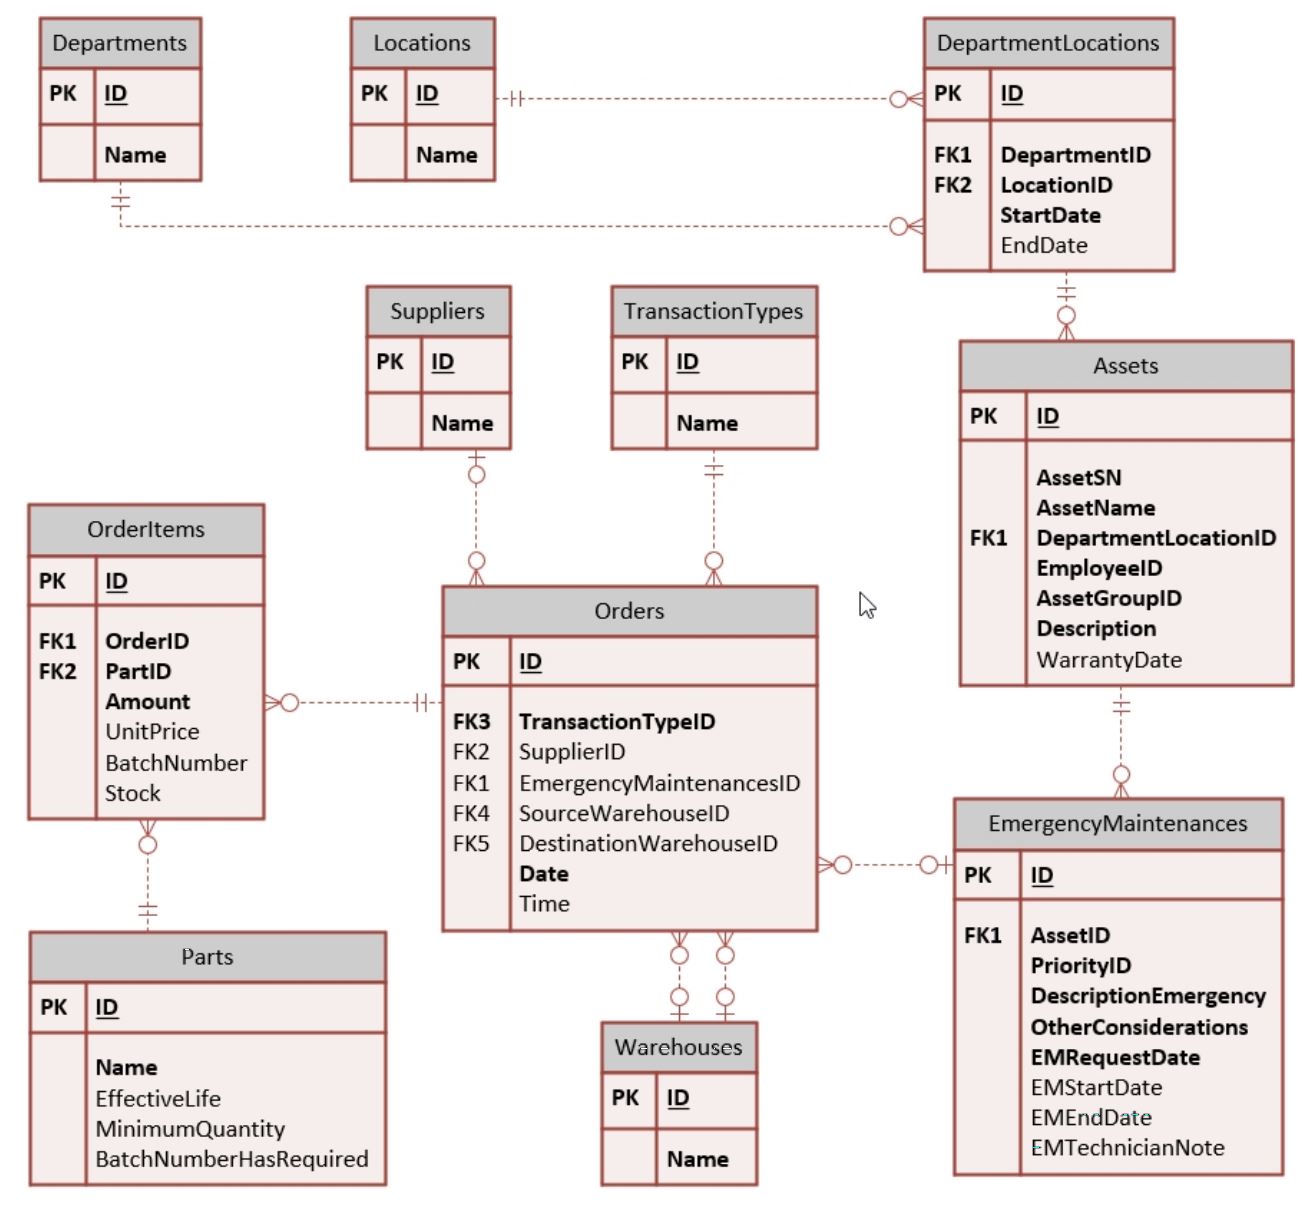 Departments
PK ID
Name
Locations
PK ID
Name
DepartmentLocations
PK ID
FK1 DepartmentID
FK2 LocationID
StartDate
EndDate
Suppliers
PK ID
Name
TransactionTypes
PK ID
Name
Assets
PK ID
AssetSN
AssetName
FK1 DepartmentLocationID
EmployeeID
AssetGroupID
Description
WarrantyDate
OrderItems
PK ID
FK1 OrderID
FK2 PartID
Amount
UnitPrice
BatchNumber
Stock
Orders
PK ID
FK3 TransactionTypeID
FK2 SupplierID
FK1 EmergencyMaintenancesID
FK4 SourceWarehouseID
FK5 DestinationWarehouseID
Date
Time
EmergencyMaintenances
PK ID
FK1 AssetID
PriorityID
DescriptionEmergency
OtherConsiderations
EMRequestDate
EMStartDate
EMEndDate
EMTechnicianNote
Parts
PK ID
Name
EffectiveLife
MinimumQuantity
BatchNumberHasRequired
Warehouses
PK ID
Name